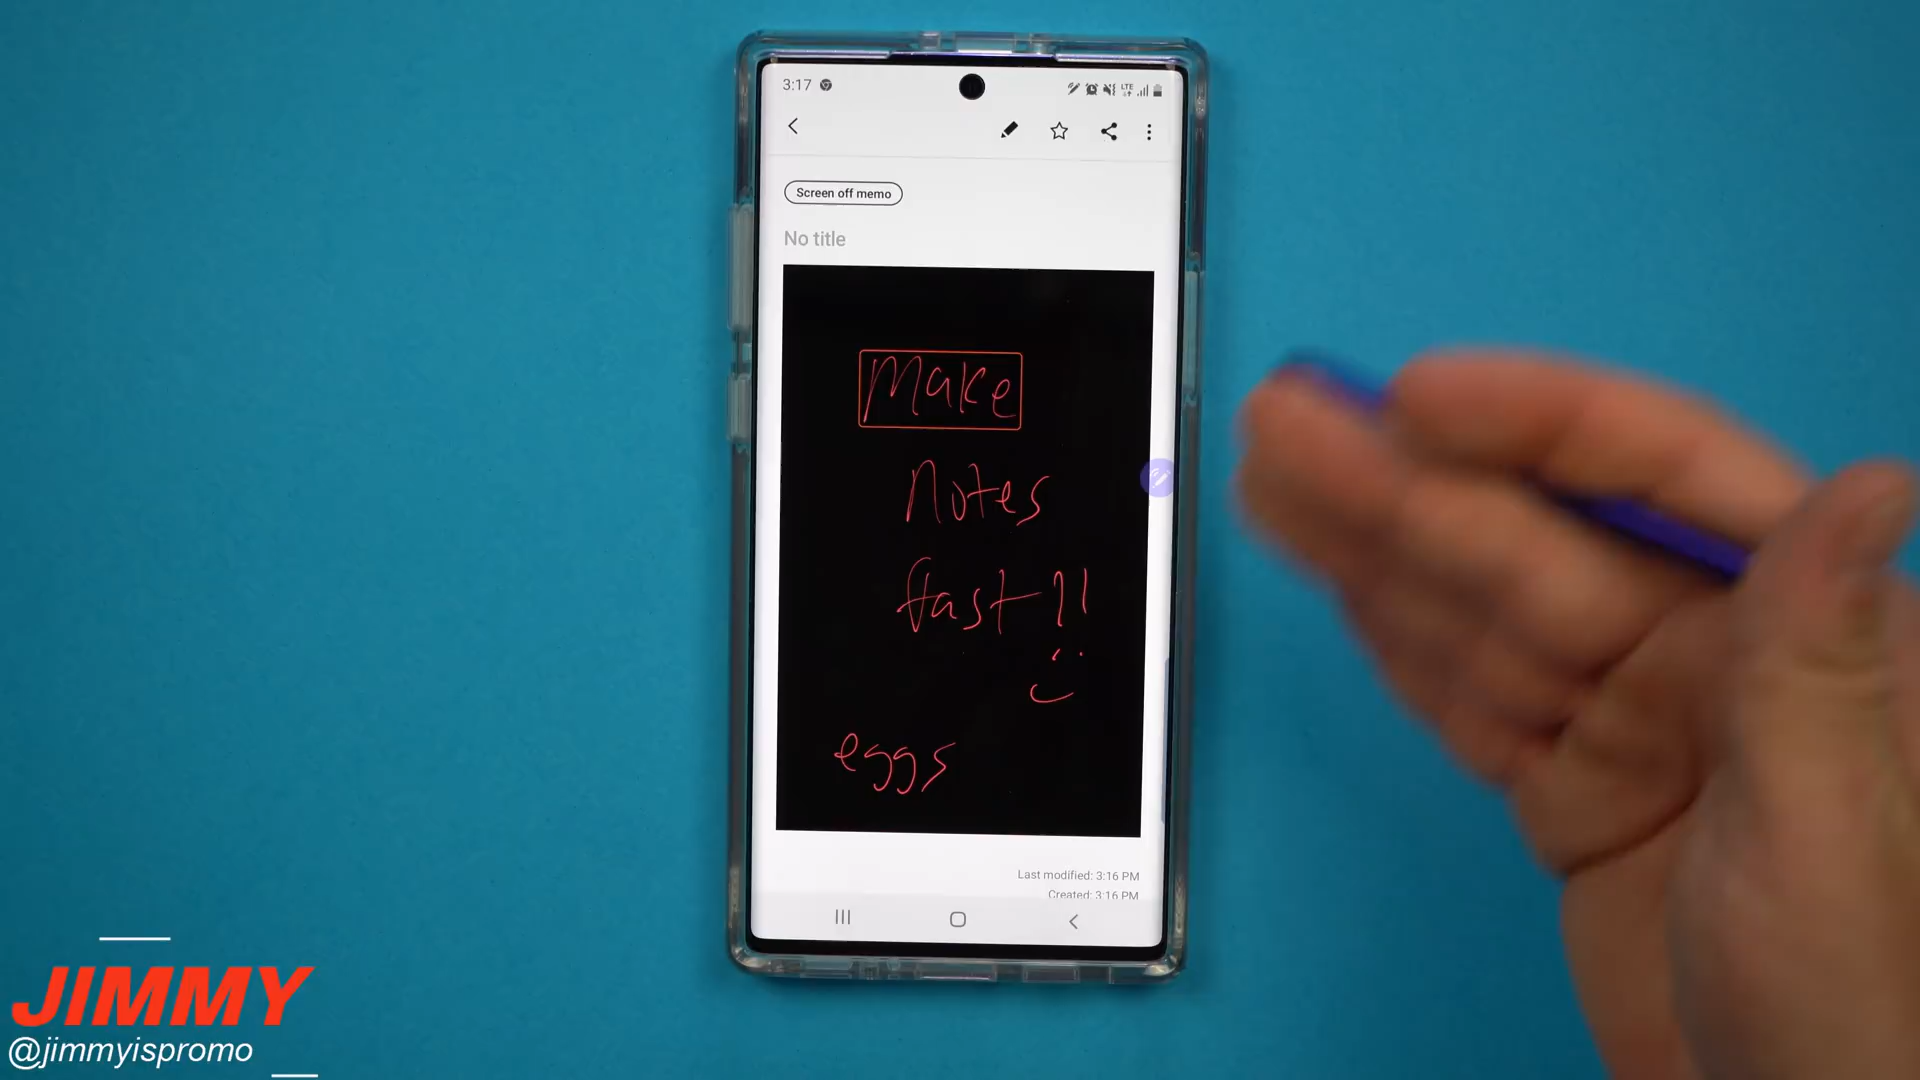 3:17
LTE
Screen off memo
No title
Make
Notes
fast!!
eggs
Last modified: 3:16 PM
Created: 3:16 PM
JIMMY
@jimmyispromo